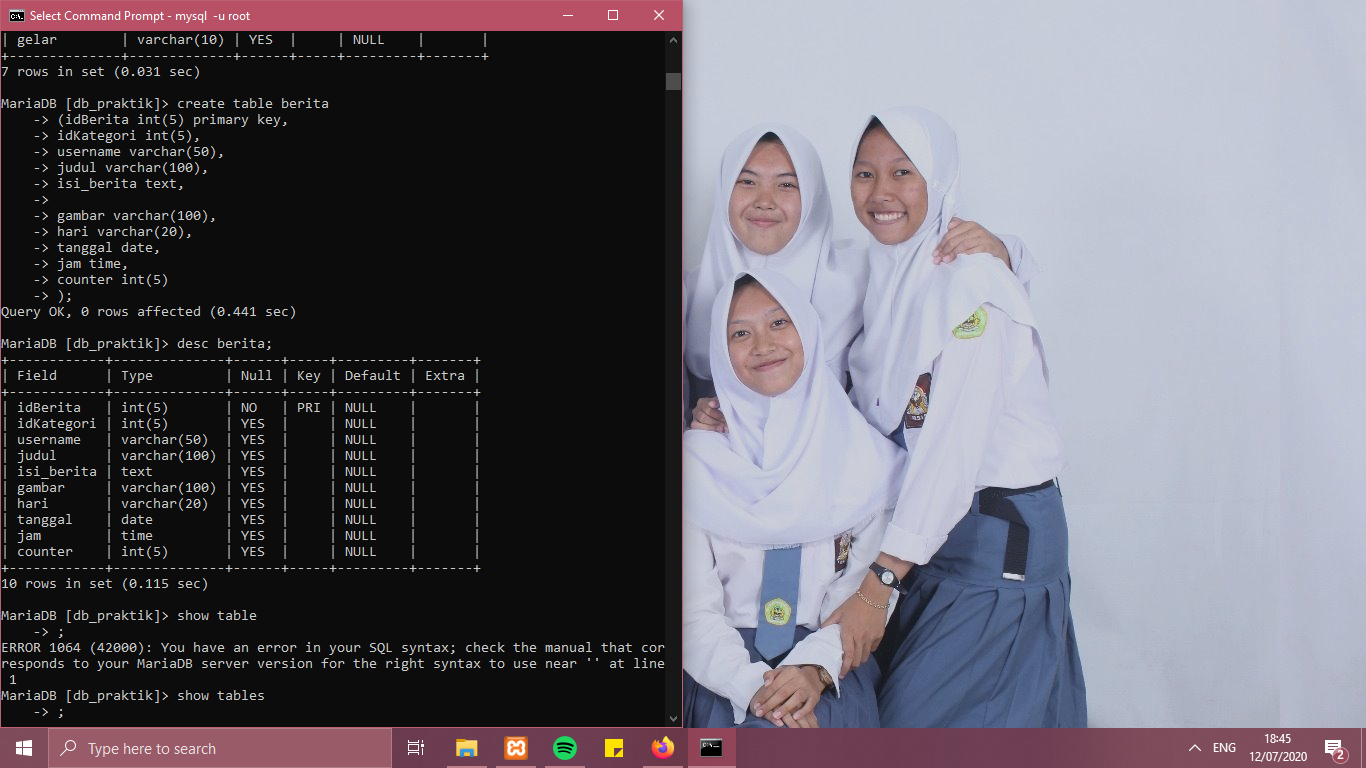 Select Command Prompt - mysql  -u root
| gelar        | varchar(10) | YES  |     | NULL    |       |
+--------------+-------------+------+-----+---------+-------+
7 rows in set (0.031 sec)
MariaDB [db_praktik]> create table berita
    -> (idBerita int(5) primary key,
    -> idKategori int(5),
    -> username varchar(50),
    -> judul varchar(100),
    -> isi_berita text,
    ->
    -> gambar varchar(100),
    -> hari varchar(20),
    -> tanggal date,
    -> jam time,
    -> counter int(5)
    -> );
Query OK, 0 rows affected (0.441 sec)
MariaDB [db_praktik]> desc berita;
+------------+--------------+------+-----+---------+-------+
| Field      | Type         | Null | Key | Default | Extra |
+------------+--------------+------+-----+---------+-------+
| idBerita   | int(5)       | NO   | PRI | NULL    |       |
| idKategori | int(5)       | YES  |     | NULL    |       |
| username   | varchar(50)  | YES  |     | NULL    |       |
| judul      | varchar(100) | YES  |     | NULL    |       |
| isi_berita | text         | YES  |     | NULL    |       |
| gambar     | varchar(100) | YES  |     | NULL    |       |
| hari       | varchar(20)  | YES  |     | NULL    |       |
| tanggal    | date         | YES  |     | NULL    |       |
| jam        | time         | YES  |     | NULL    |       |
| counter    | int(5)       | YES  |     | NULL    |       |
+------------+--------------+------+-----+---------+-------+
10 rows in set (0.115 sec)
MariaDB [db_praktik]> show table
    -> ;
ERROR 1064 (42000): You have an error in your SQL syntax; check the manual that cor
responds to your MariaDB server version for the right syntax to use near '' at line
 1
MariaDB [db_praktik]> show tables
    -> ;
Type here to search
ENG
18:45
12/07/2020
2